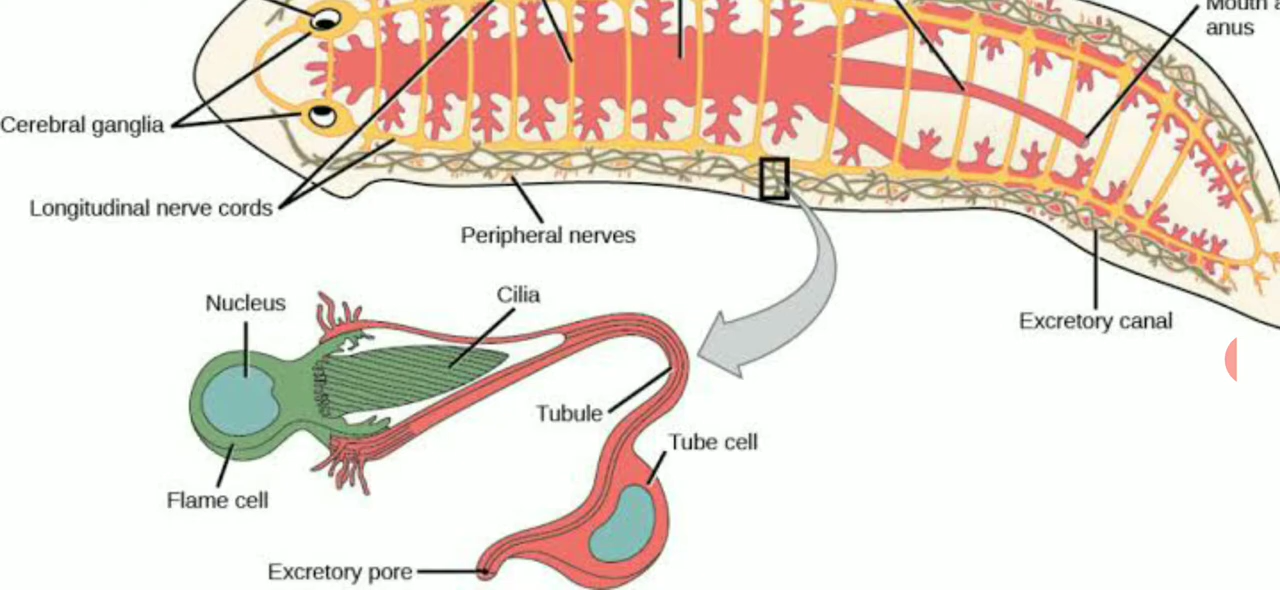 Mouth
anus
Cerebral ganglia
Longitudinal nerve cords
Peripheral nerves
Nucleus
Cilia
Excretory canal
Tubule
Tube cell
Flame cell
Excretory pore